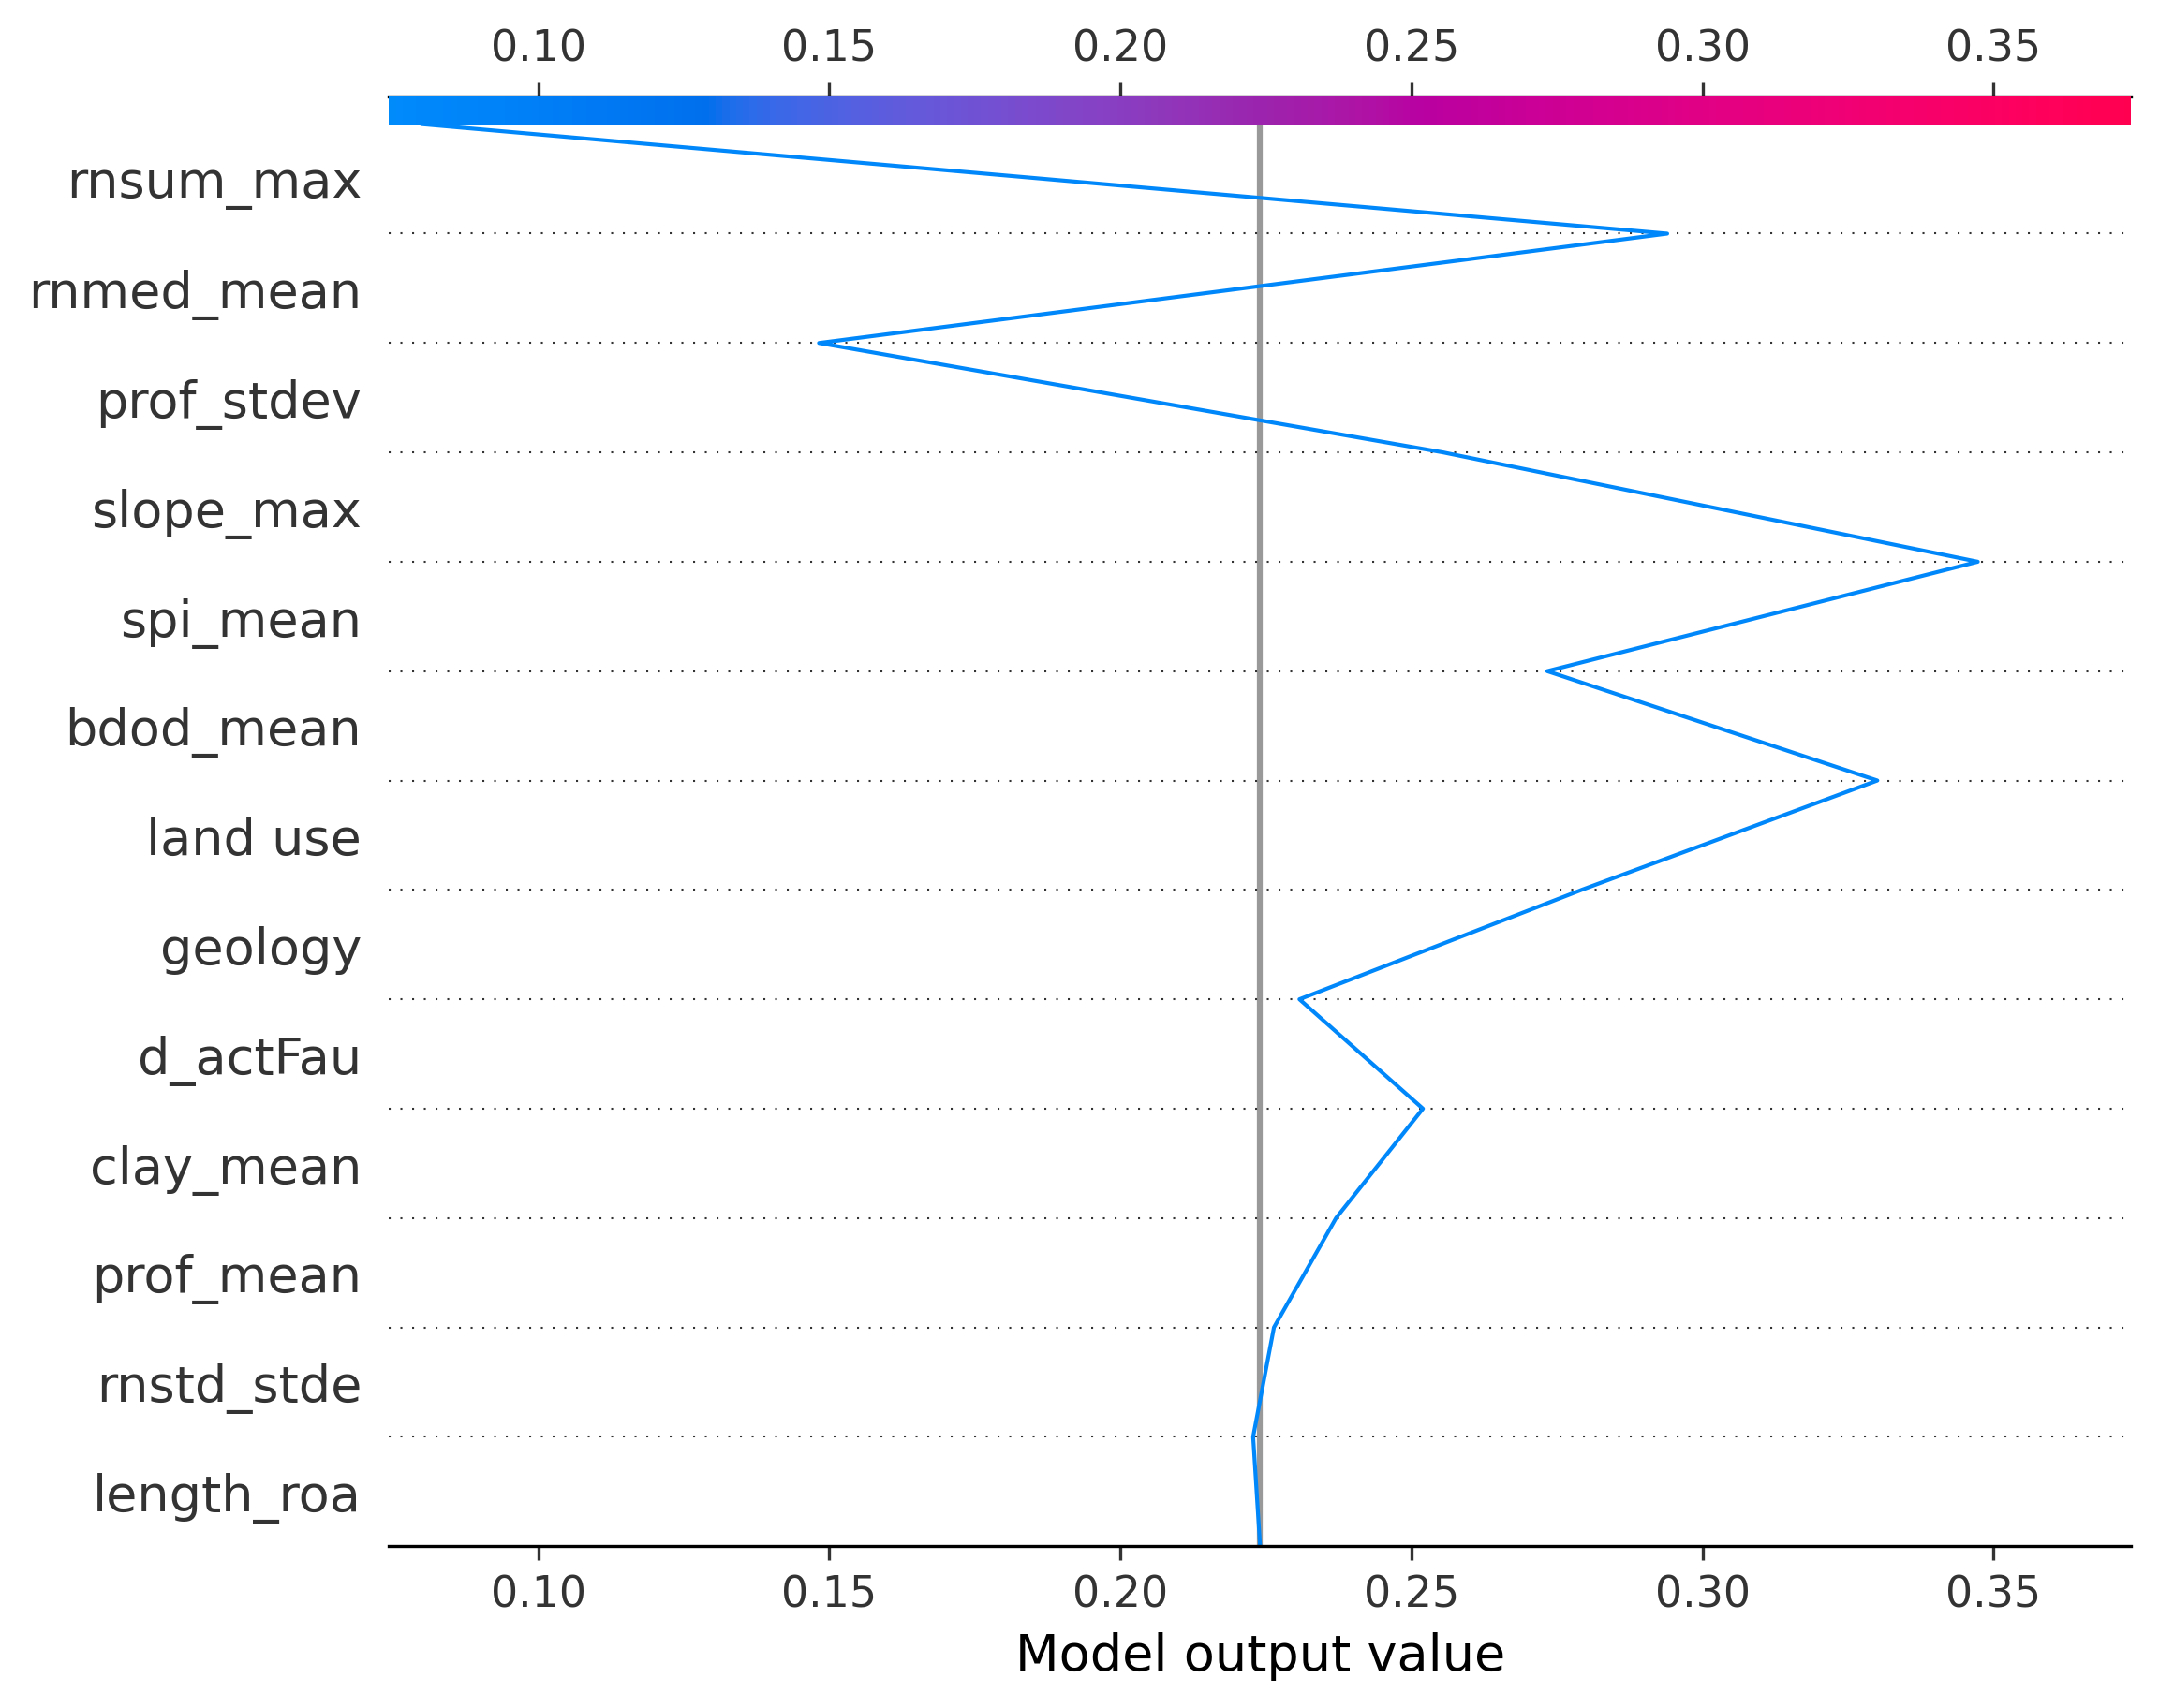 0.10 0.15 0.20 0.25 0.30 0.35
rnsum_max
rnmed_mean
prof_stdev
slope_max
spi_mean
bdod_mean
land use
geology
d_actFau
clay_mean
prof_mean
rnstd_stde
length_roa
0.10 0.15 0.20 0.25 0.30 0.35
Model output value